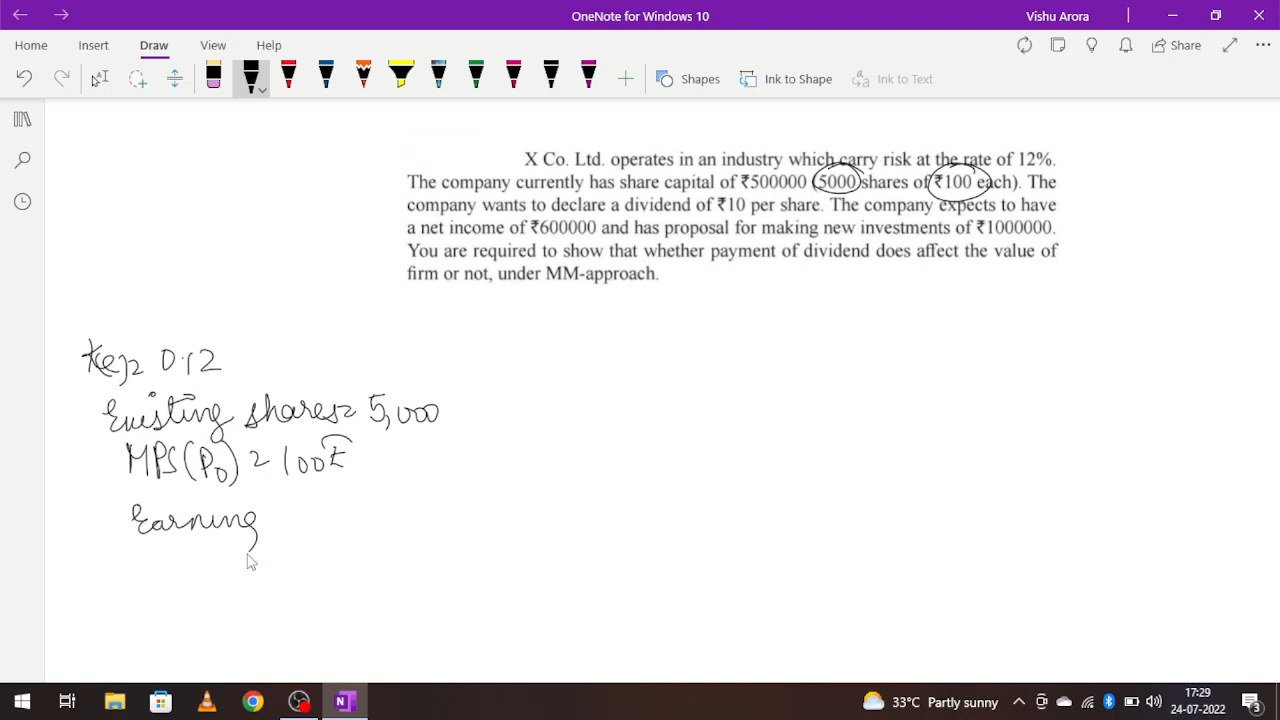 OneNote for Windows 10
Vishu Arora
Home Insert Draw View Help
Share
Shapes Ink to Shape Ink to Text
X Co. Ltd. operates in an industry which carry risk at the rate of 12%.
The company currently has share capital of ₹500000 (5000 shares of ₹100 each). The
company wants to declare a dividend of ₹10 per share. The company expects to have
a net income of ₹600000 and has proposal for making new investments of ₹1000000.
You are required to show that whether payment of dividend does affect the value of
firm or not, under MM-approach.
Ke = 0.12
Existing shares = 5,000
MPS (P0) = 100₹
Earning
33°C Partly sunny
17:29
24-07-2022
3